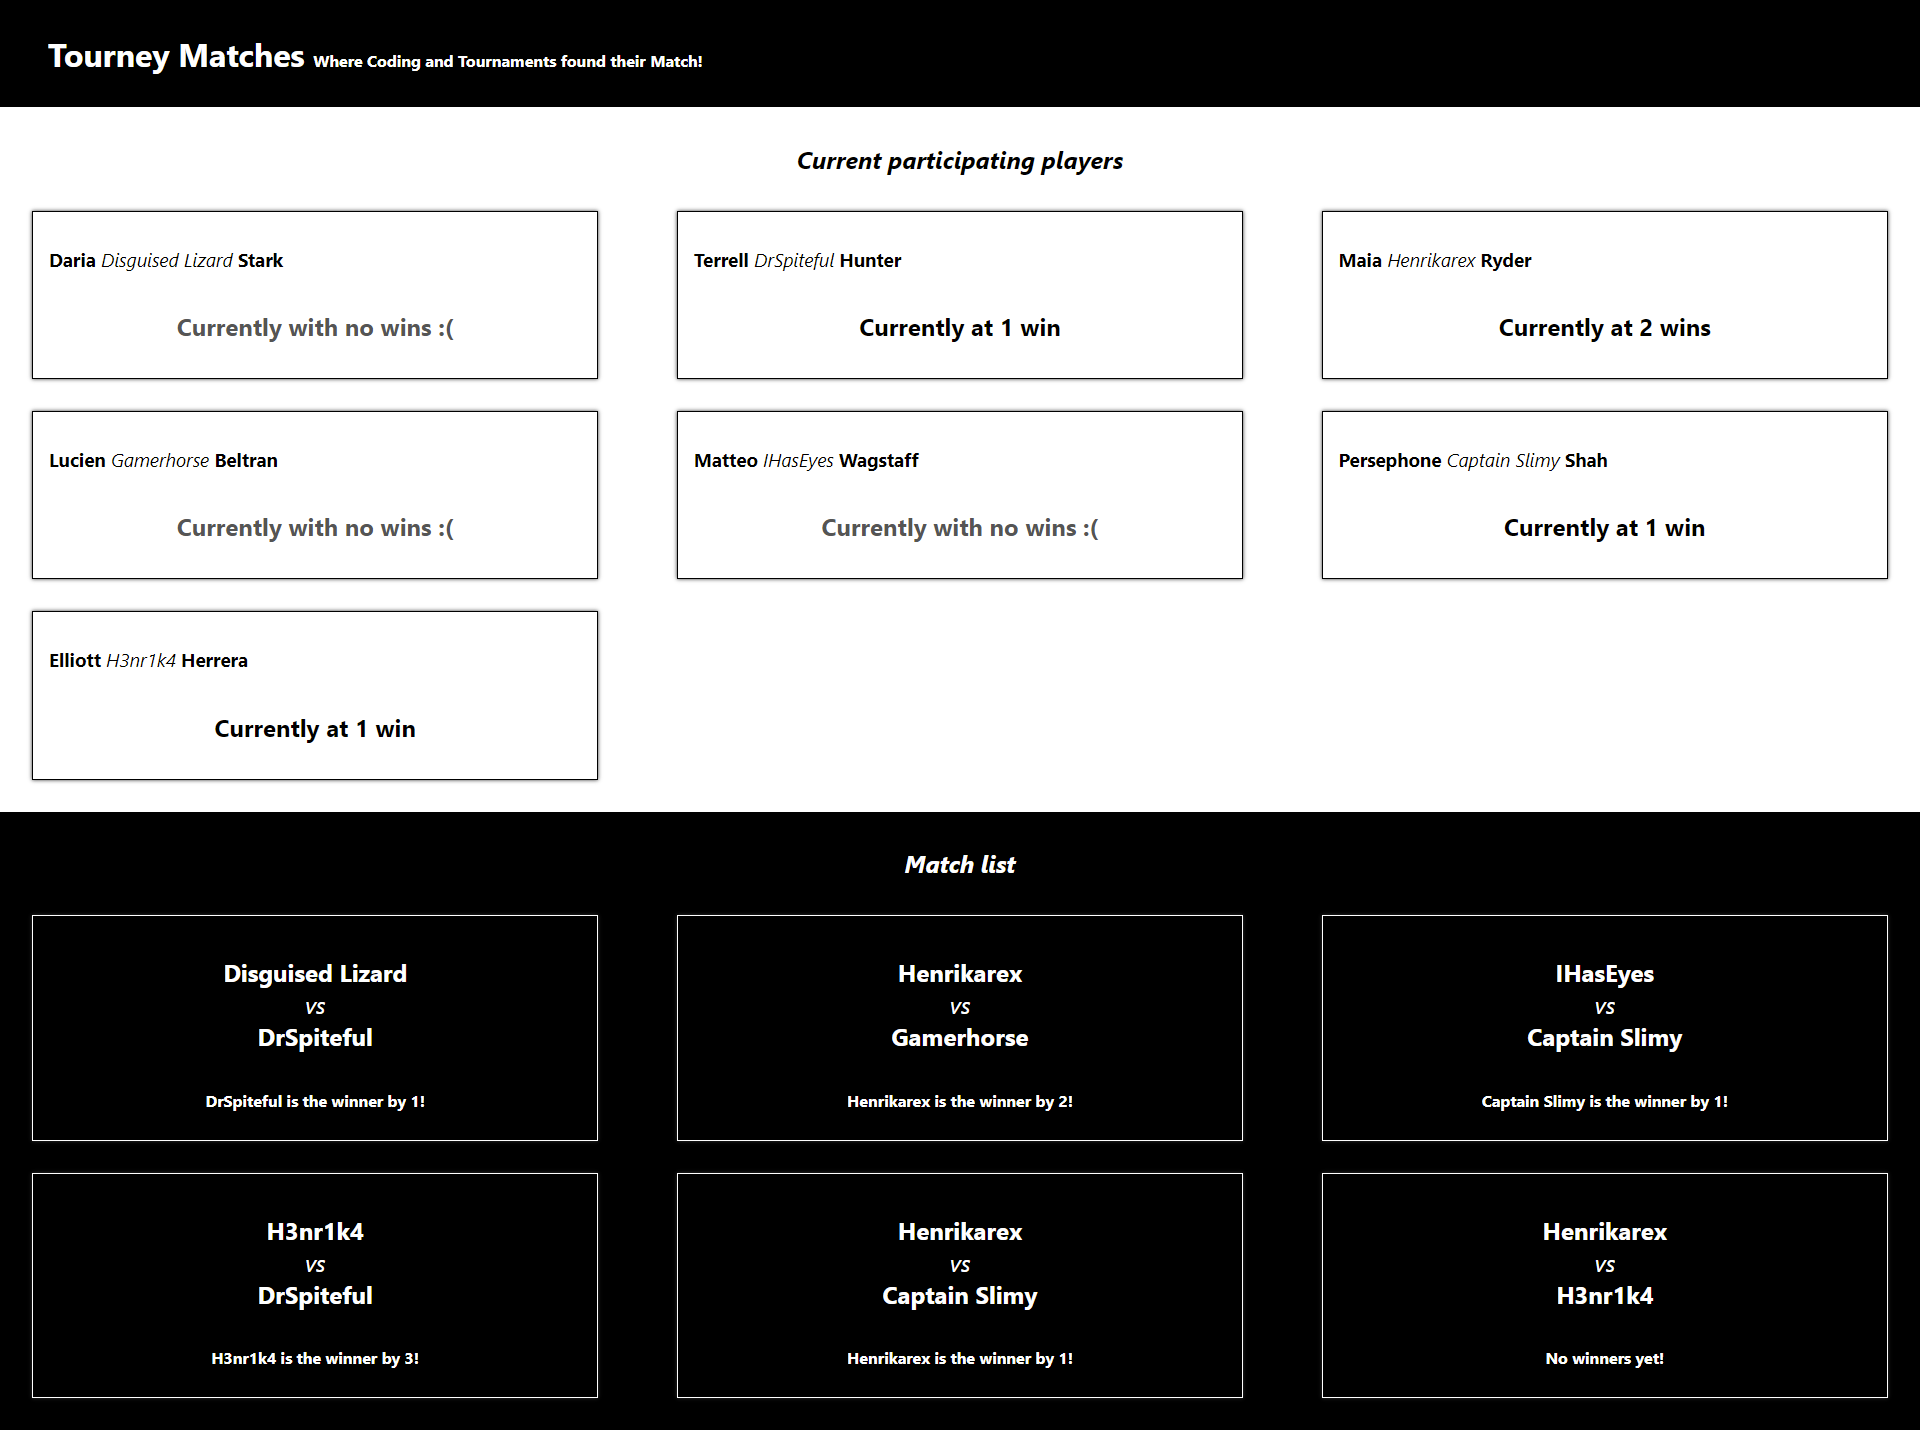 Tourney Matches Where Coding and Tournaments found their Match!
Current participating players
Daria Disguised Lizard Stark
Currently with no wins :(
Terrell DrSpiteful Hunter
Currently at 1 win
Maia Henrikarex Ryder
Currently at 2 wins
Lucien Gamerhorse Beltran
Currently with no wins :(
Matteo IHasEyes Wagstaff
Currently with no wins :(
Persephone Captain Slimy Shah
Currently at 1 win
Elliott H3nr1k4 Herrera
Currently at 1 win
Match list
Disguised Lizard
vs
DrSpiteful
DrSpiteful is the winner by 1!
Henrikarex
vs
Gamerhorse
Henrikarex is the winner by 2!
IHasEyes
vs
Captain Slimy
Captain Slimy is the winner by 1!
H3nr1k4
vs
DrSpiteful
H3nr1k4 is the winner by 3!
Henrikarex
vs
Captain Slimy
Henrikarex is the winner by 1!
Henrikarex
vs
H3nr1k4
No winners yet!